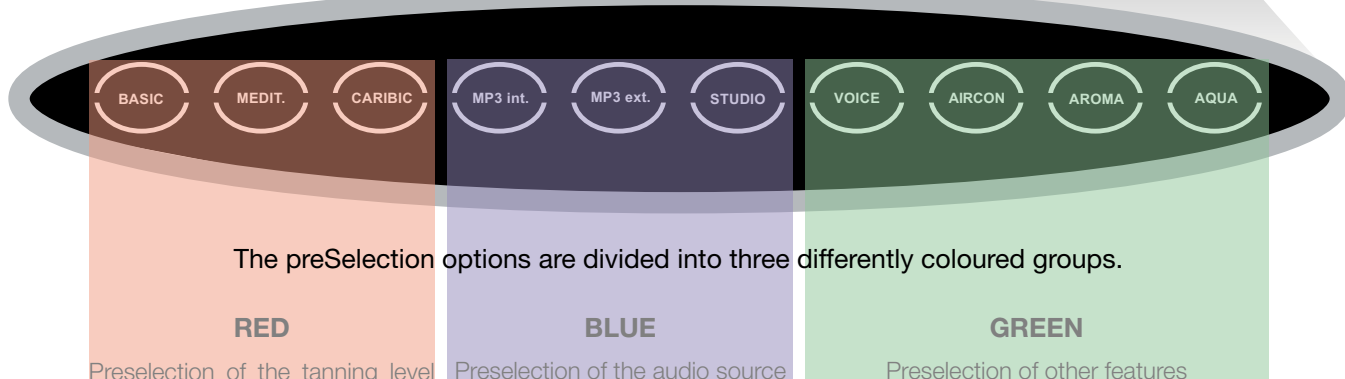 BASIC MEDIT. CARIBIC MP3 int. MP3 ext. STUDIO VOICE AIRCON AROMA AQUA
The preSelection options are divided into three differently coloured groups.
RED BLUE GREEN
Preselection of the tanning level Preselection of the audio source Preselection of other features